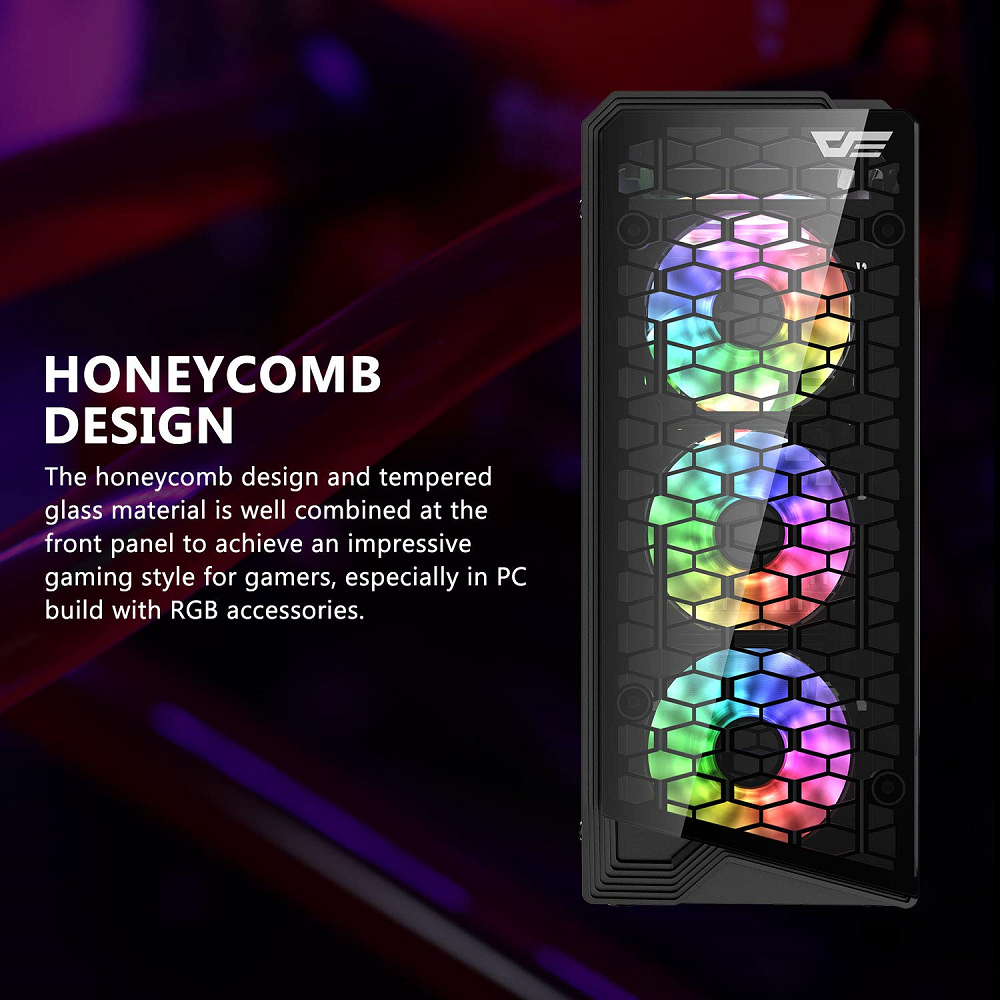 HONEYCOMB
DESIGN
The honeycomb design and tempered
glass material is well combined at the
front panel to achieve an impressive
gaming style for gamers, especially in PC
build with RGB accessories.